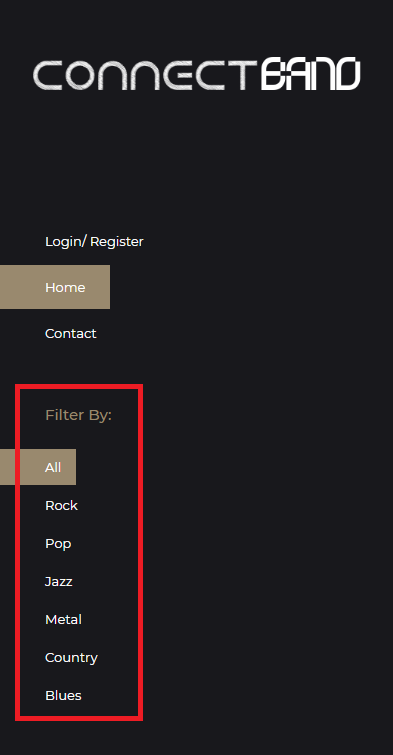 CONNECTBAND
Login/ Register
Home
Contact
Filter By:
All
Rock
Pop
Jazz
Metal
Country
Blues